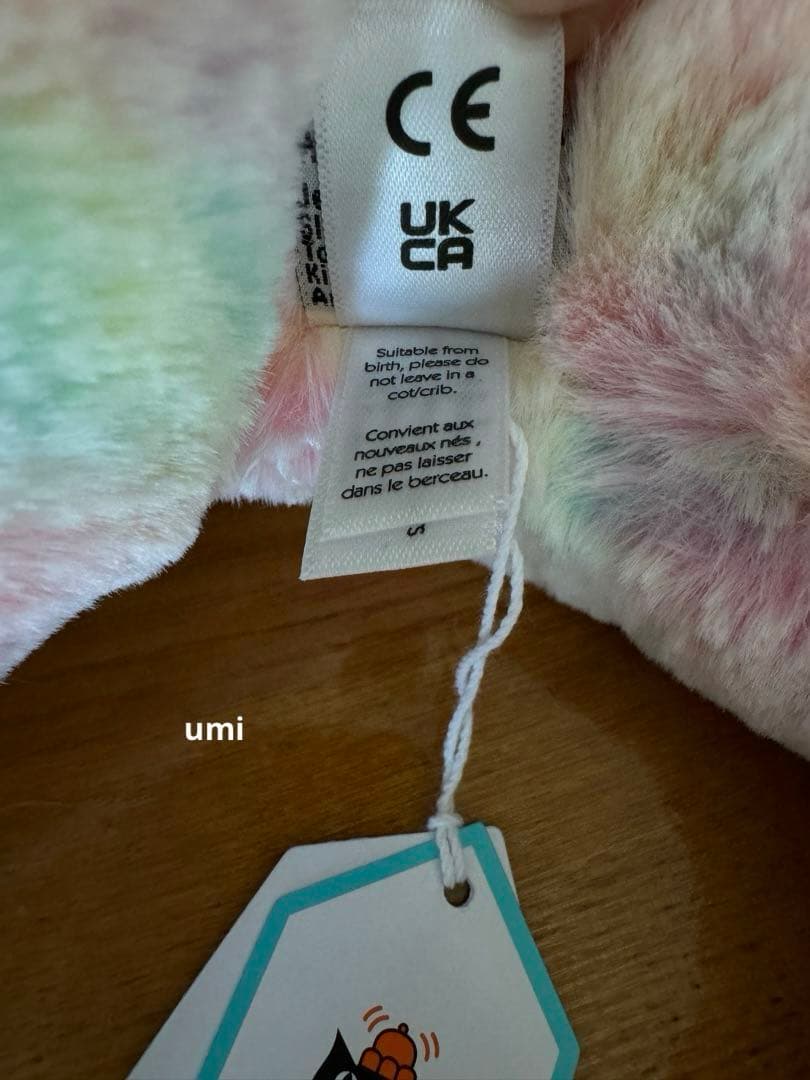 CE
UK
CA
Suitable from
birth, please do
not leave in a
cot/crib.
Convient aux
nouveaux nés ,
ne pas laisser
dans le berceau.
S
umi